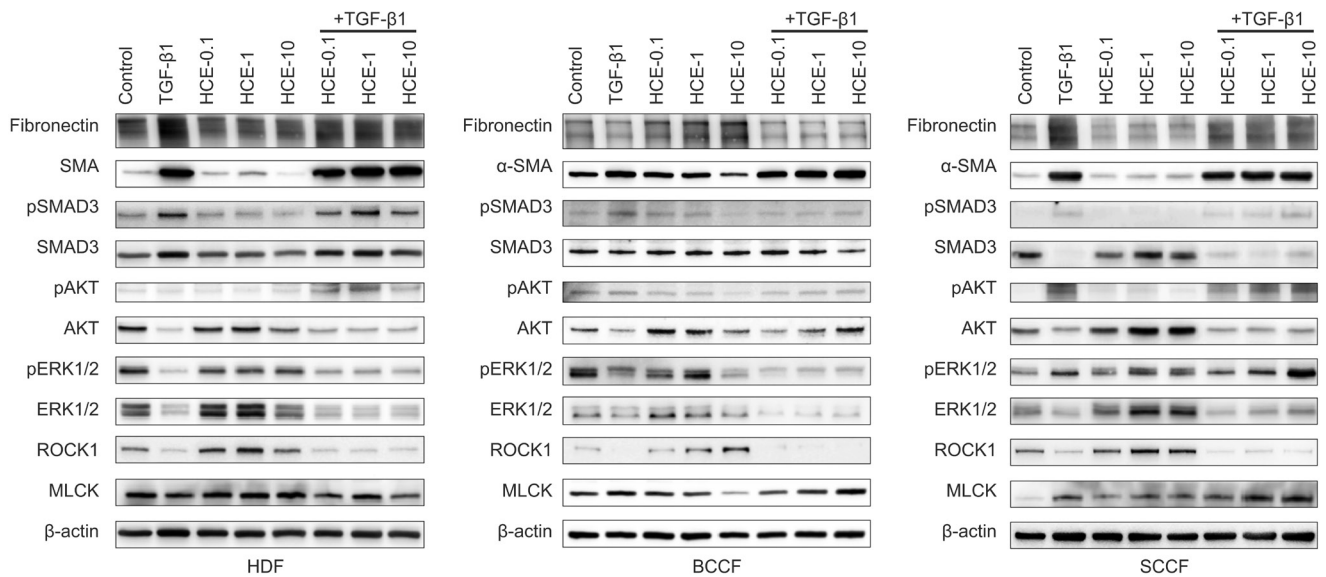 +TGF-β1
Control
TGF-β1
HCE-0.1
HCE-1
HCE-10
HCE-0.1
HCE-1
HCE-10
Fibronectin
SMA
pSMAD3
SMAD3
pAKT
AKT
pERK1/2
ERK1/2
ROCK1
MLCK
β-actin
HDF
+TGF-β1
Control
TGF-β1
HCE-0.1
HCE-1
HCE-10
HCE-0.1
HCE-1
HCE-10
Fibronectin
α-SMA
pSMAD3
SMAD3
pAKT
AKT
pERK1/2
ERK1/2
ROCK1
MLCK
β-actin
BCCF
+TGF-β1
Control
TGF-β1
HCE-0.1
HCE-1
HCE-10
HCE-0.1
HCE-1
HCE-10
Fibronectin
α-SMA
pSMAD3
SMAD3
pAKT
AKT
pERK1/2
ERK1/2
ROCK1
MLCK
β-actin
SCCF